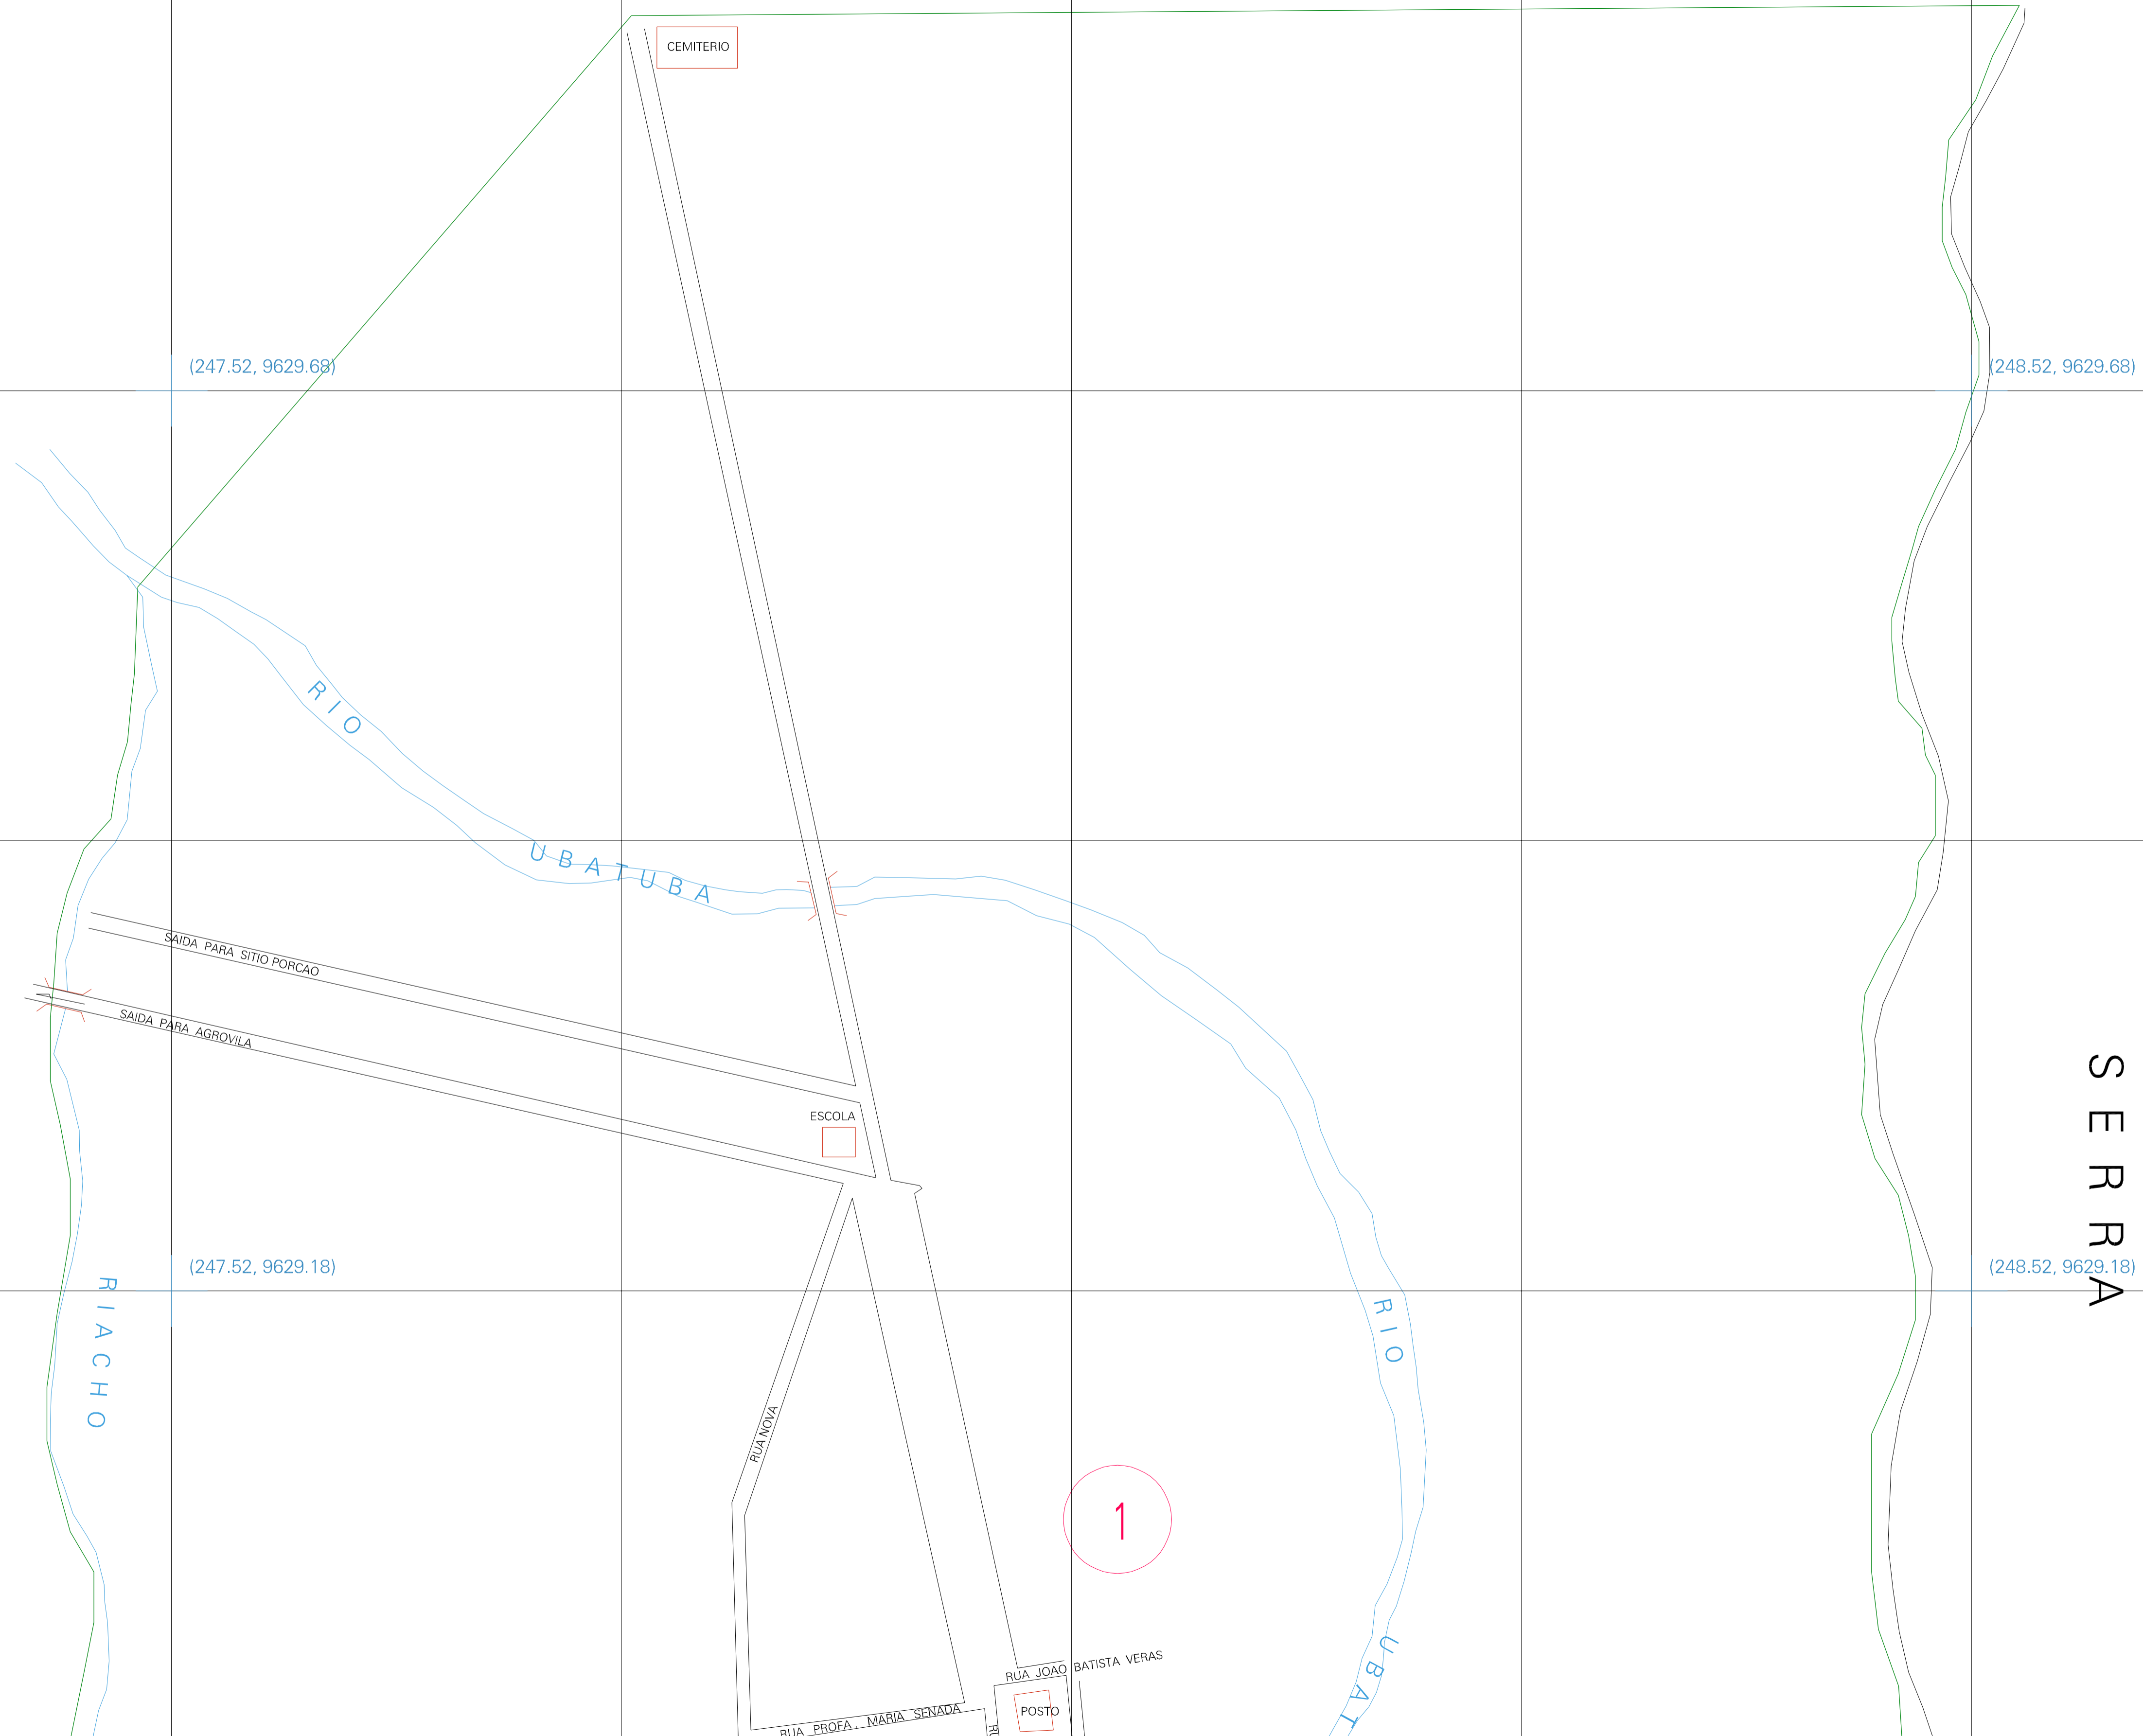 CEMITERIO
(247.52, 9629.68)
(248.52, 9629.68)
RIO
UBATUBA
SAIDA PARA SITIO PORCAO
SAIDA PARA AGROVILA
ESCOLA
SERRA
(247.52, 9629.18)
(248.52, 9629.18)
RIACHO
RIO
RUA NOVA
1
UBAT
RUA JOAO BATISTA VERAS
POSTO
RUA PROFA. MARIA SENADA